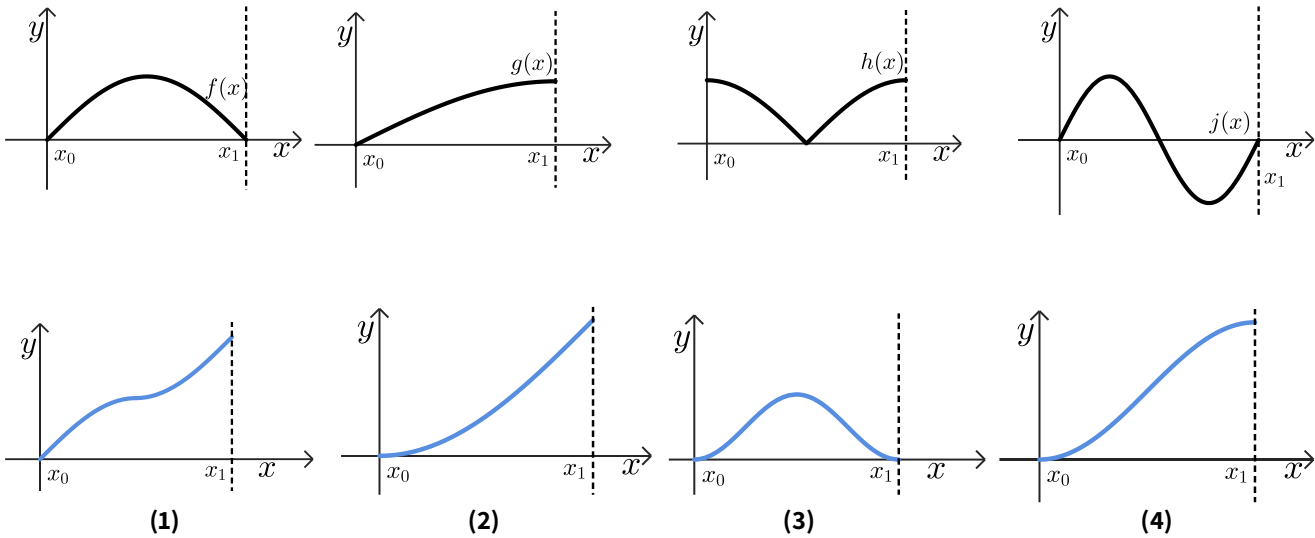 y
f(x)
x₀
x₁
x
y
g(x)
x₀
x₁
x
y
h(x)
x₀
x₁
x
y
j(x)
x₀
x
x₁
y
x₀
x₁
x
(1)
y
x₀
x₁
x
(2)
y
x₀
x₁
x
(3)
y
x₀
x₁
x
(4)